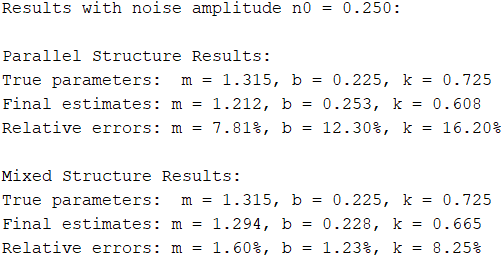 Results with noise amplitude n0 = 0.250:

Parallel Structure Results:
True parameters:  m = 1.315, b = 0.225, k = 0.725
Final estimates: m = 1.212, b = 0.253, k = 0.608
Relative errors: m = 7.81%, b = 12.30%, k = 16.20%

Mixed Structure Results:
True parameters:  m = 1.315, b = 0.225, k = 0.725
Final estimates: m = 1.294, b = 0.228, k = 0.665
Relative errors: m = 1.60%, b = 1.23%, k = 8.25%